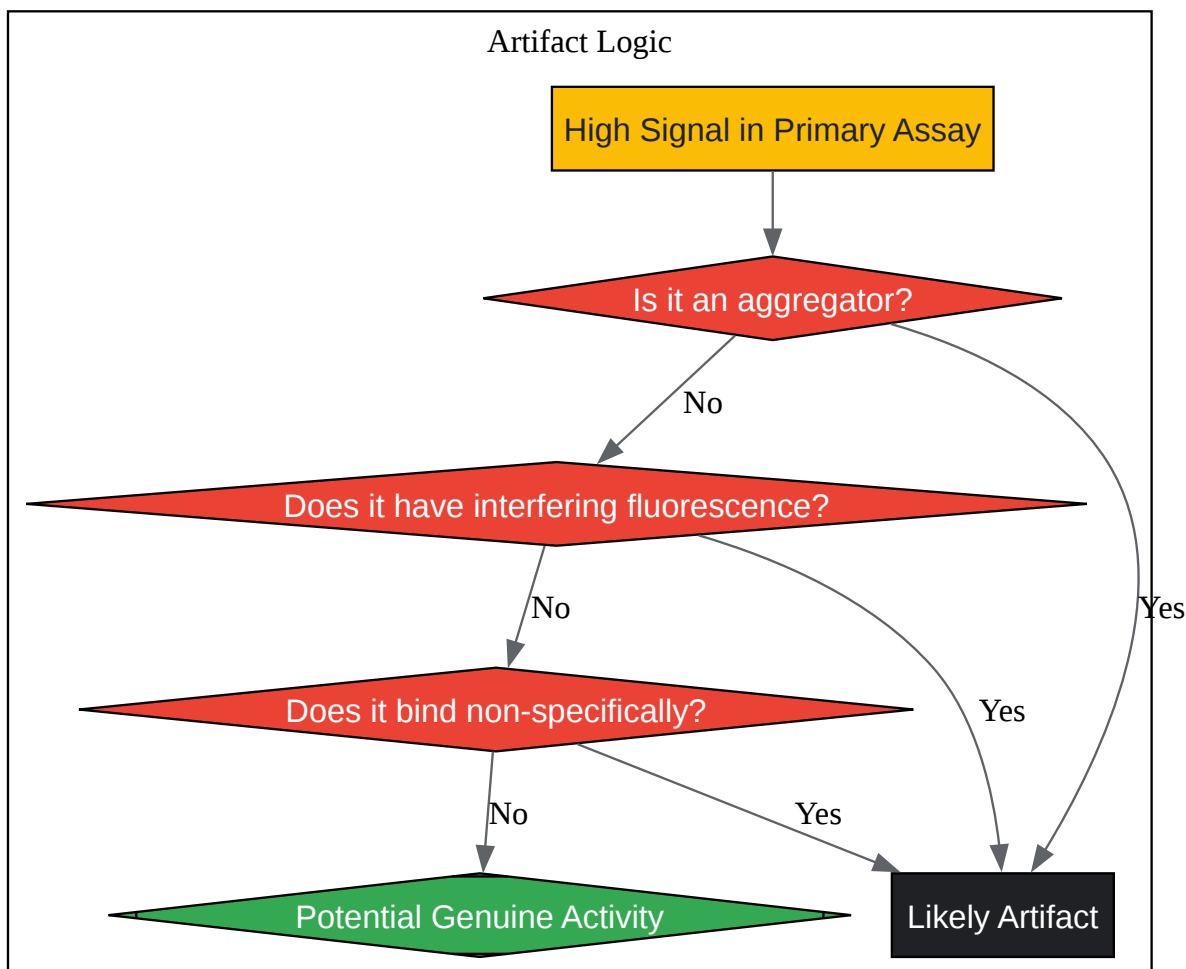 Artifact Logic
High Signal in Primary Assay
Is it an aggregator?
No
Does it have interfering fluorescence?
No
Yes
Does it bind non-specifically?
Yes
No
Yes
Potential Genuine Activity
Likely Artifact